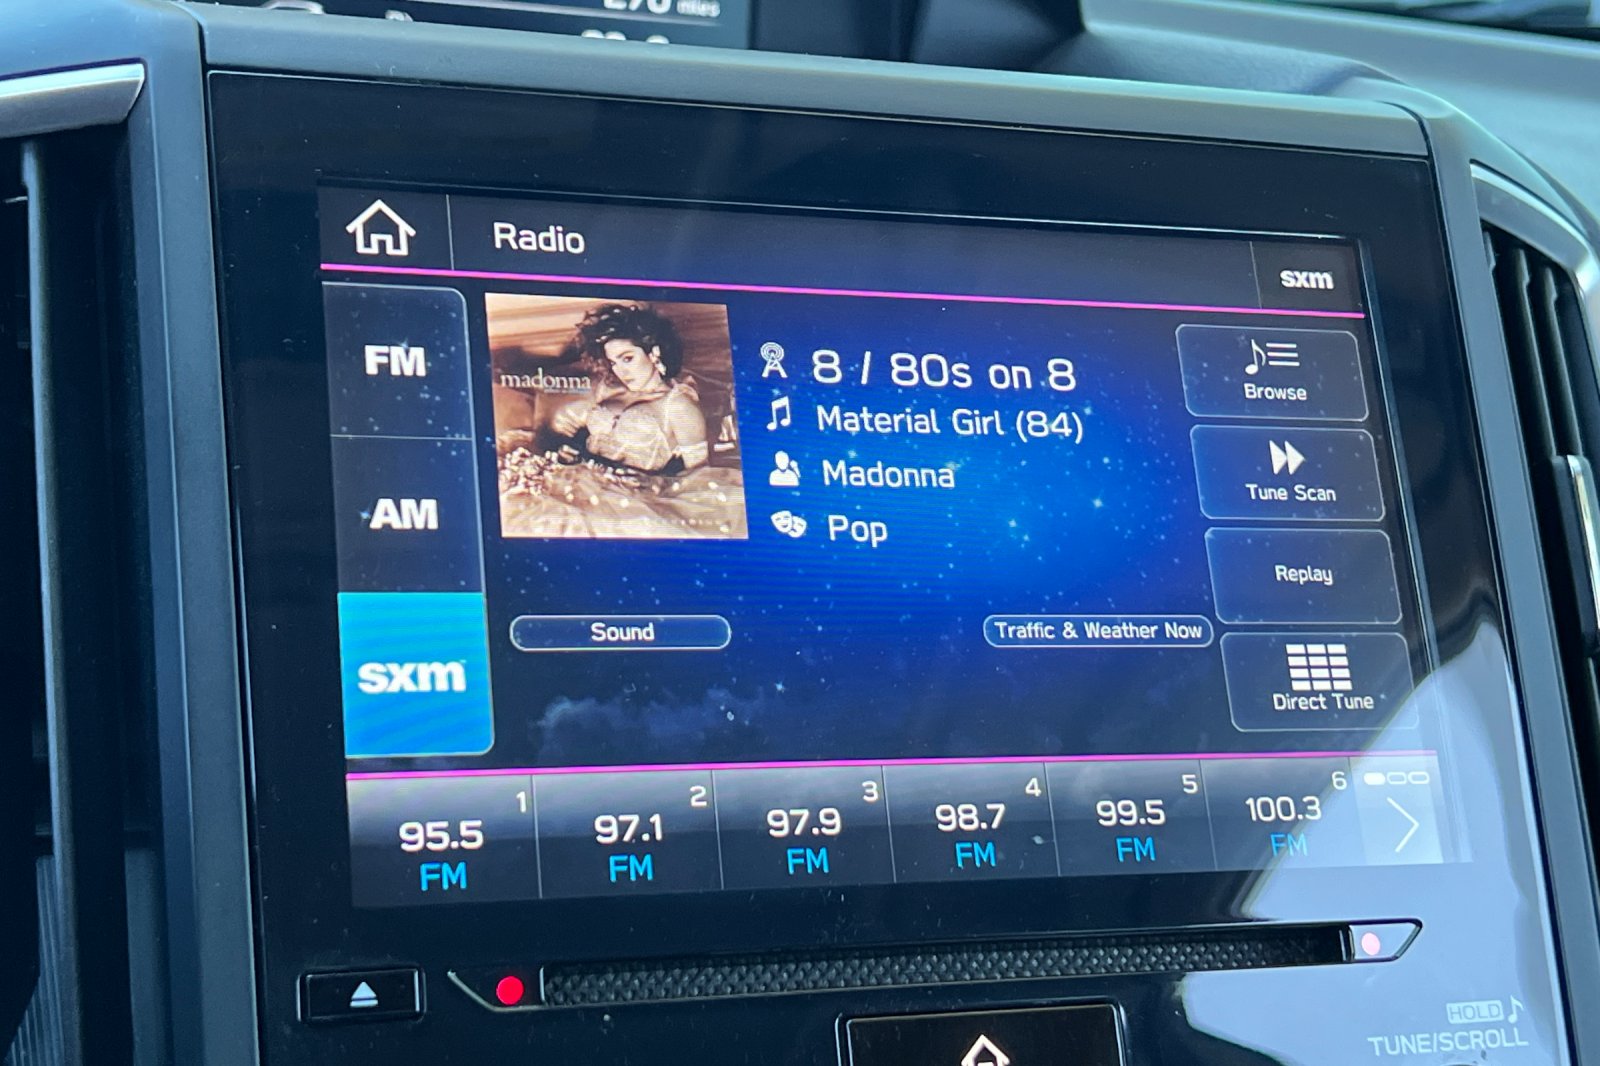 miles
Radio
sxm
FM
AM
sxm
madonna
8 / 80s on 8
Material Girl (84)
Madonna
Pop
Browse
Tune Scan
Replay
Direct Tune
Sound
Traffic & Weather Now
1
95.5
FM
2
97.1
FM
3
97.9
FM
4
98.7
FM
5
99.5
FM
6
100.3
FM
HOLD
TUNE/SCROLL